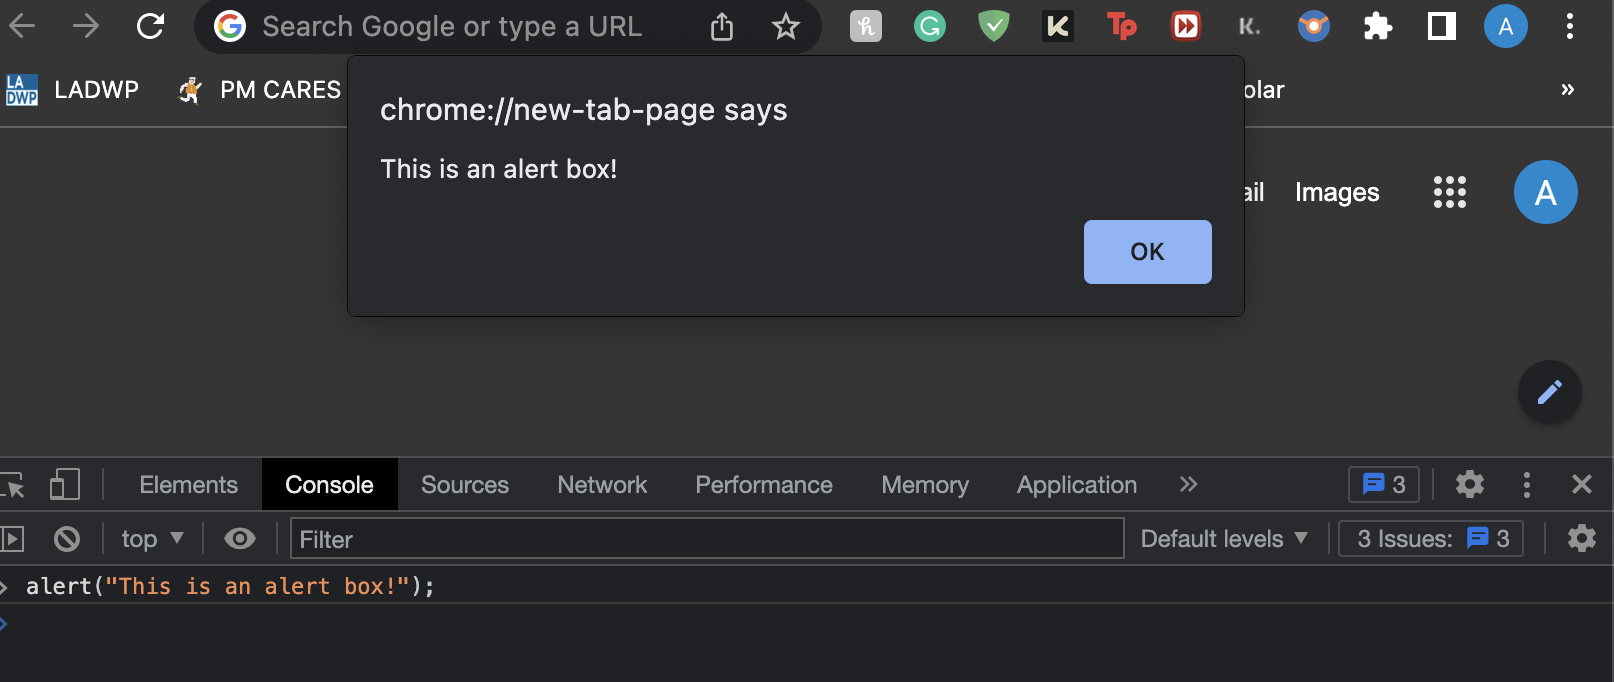 Search Google or type a URL
h
G
K
Tp
K.
A
LA
DWP
LADWP
PM CARES
chrome://new-tab-page says
This is an alert box!
OK
olar
»
ail
Images
A
Elements
Console
Sources
Network
Performance
Memory
Application
»
3
top ▼
Filter
Default levels ▼
3 Issues:
3
> alert("This is an alert box!");
>